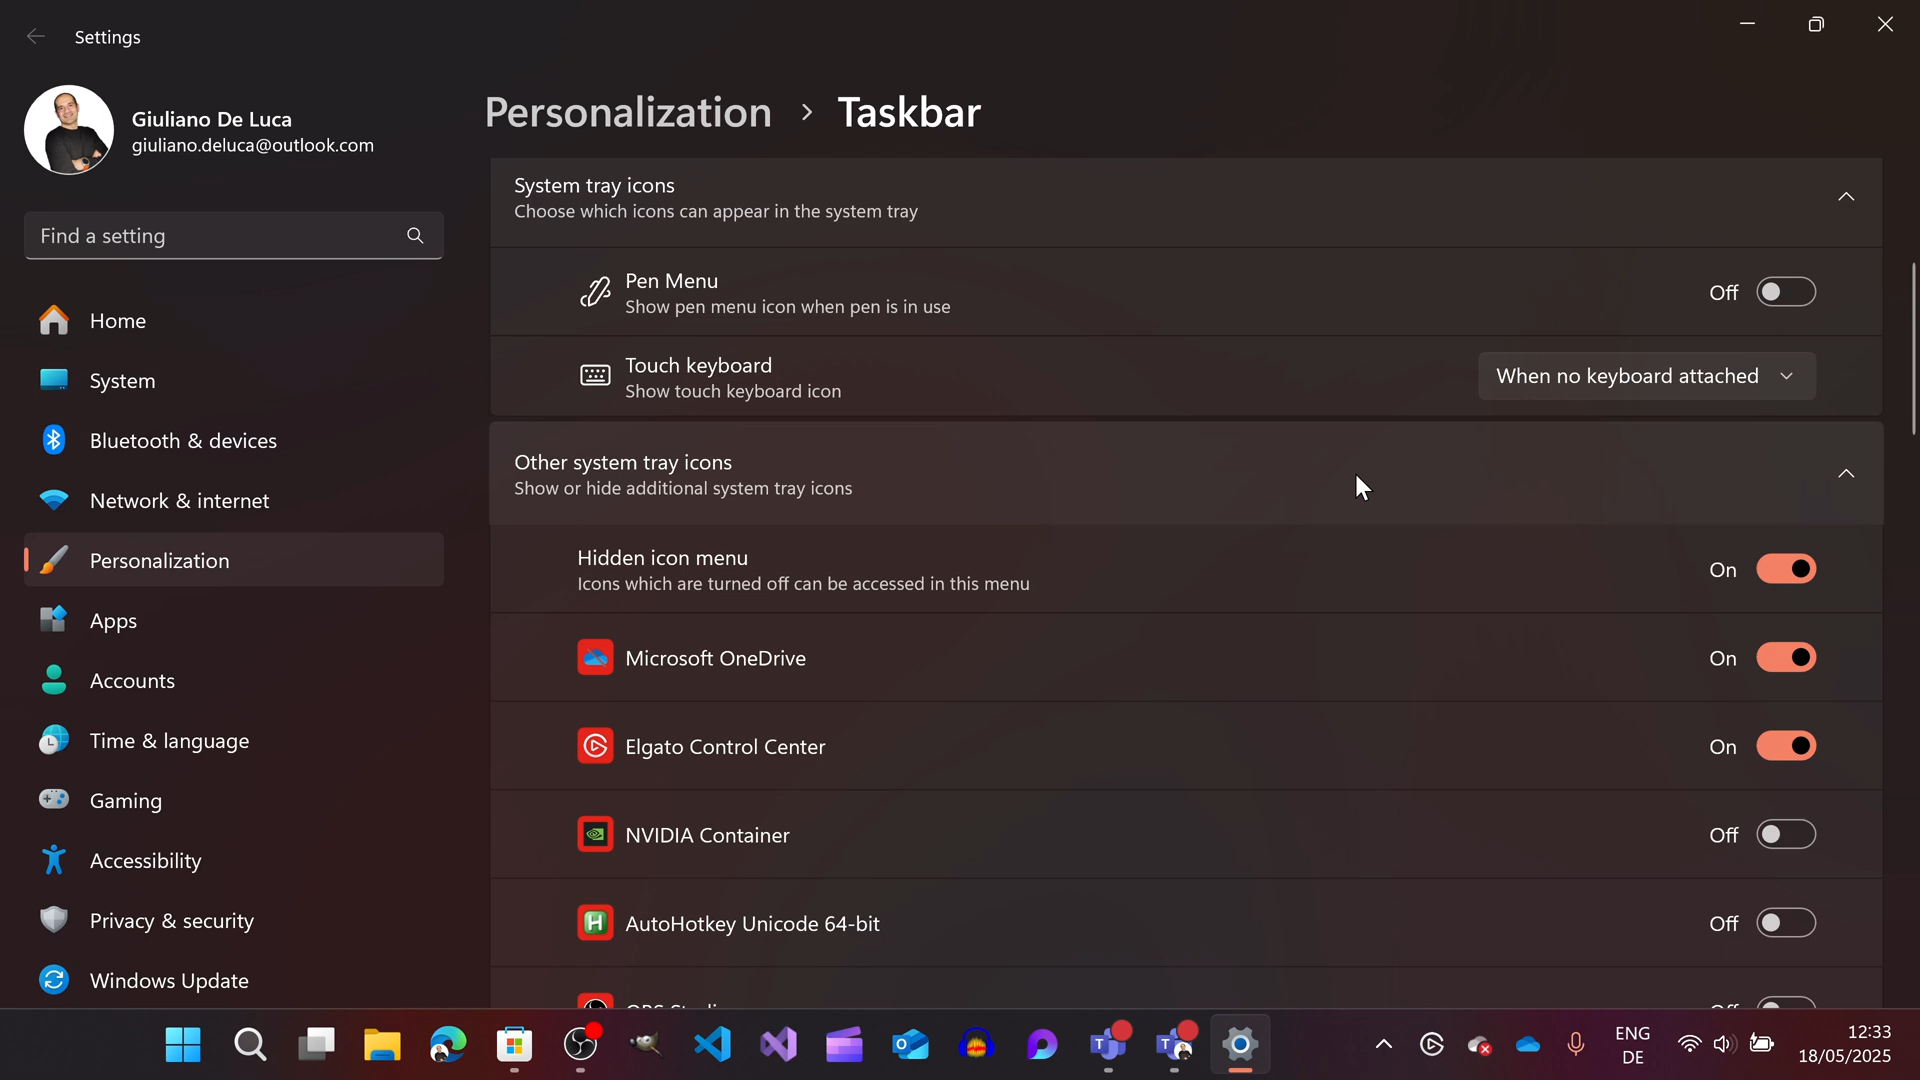 Settings
Giuliano De Luca
giuliano.deluca@outlook.com
Find a setting
Home
System
Bluetooth & devices
Network & internet
Personalization
Apps
Accounts
Time & language
Gaming
Accessibility
Privacy & security
Windows Update
Personalization > Taskbar
System tray icons
Choose which icons can appear in the system tray
Pen Menu
Show pen menu icon when pen is in use
Off
Touch keyboard
Show touch keyboard icon
When no keyboard attached
Other system tray icons
Show or hide additional system tray icons
Hidden icon menu
Icons which are turned off can be accessed in this menu
On
Microsoft OneDrive
On
Elgato Control Center
On
NVIDIA Container
Off
AutoHotkey Unicode 64-bit
Off
ENG
DE
12:33
18/05/2025